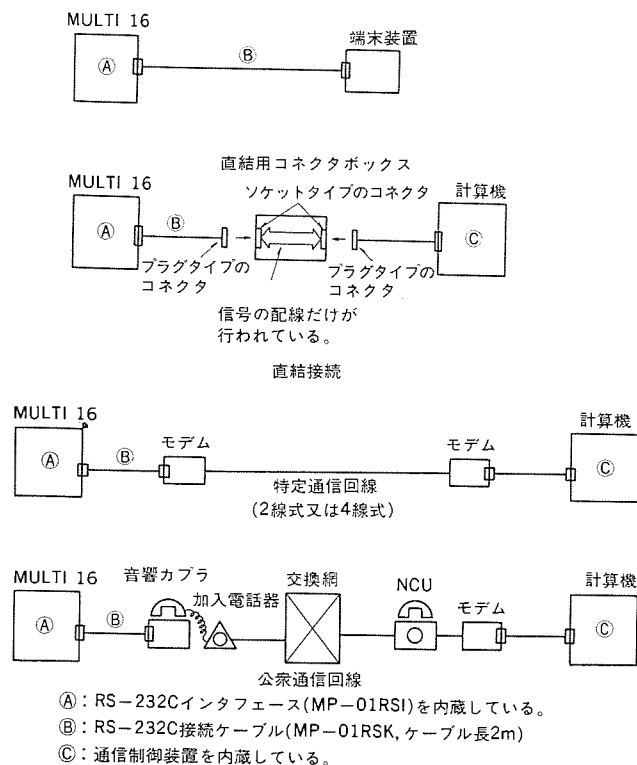 MULTI 16
Ⓐ
Ⓑ
端末装置
直結用コネクタボックス
MULTI 16
ソケットタイプのコネクタ
計算機
Ⓐ
Ⓑ
Ⓒ
プラグタイプの
コネクタ
プラグタイプの
コネクタ
信号の配線だけが
行われている。
直結接続
MULTI 16
モデム
モデム
計算機
Ⓐ
Ⓑ
Ⓒ
特定通信回線
(2線式又は4線式)
MULTI 16
音響カプラ
加入電話器
交換網
NCU
モデム
計算機
Ⓐ
Ⓑ
Ⓒ
公衆通信回線
Ⓐ：RS－232Cインタフェース(MP－01RSI)を内蔵している。
Ⓑ：RS－232C接続ケーブル(MP－01RSK, ケーブル長2m)
Ⓒ：通信制御装置を内蔵している。